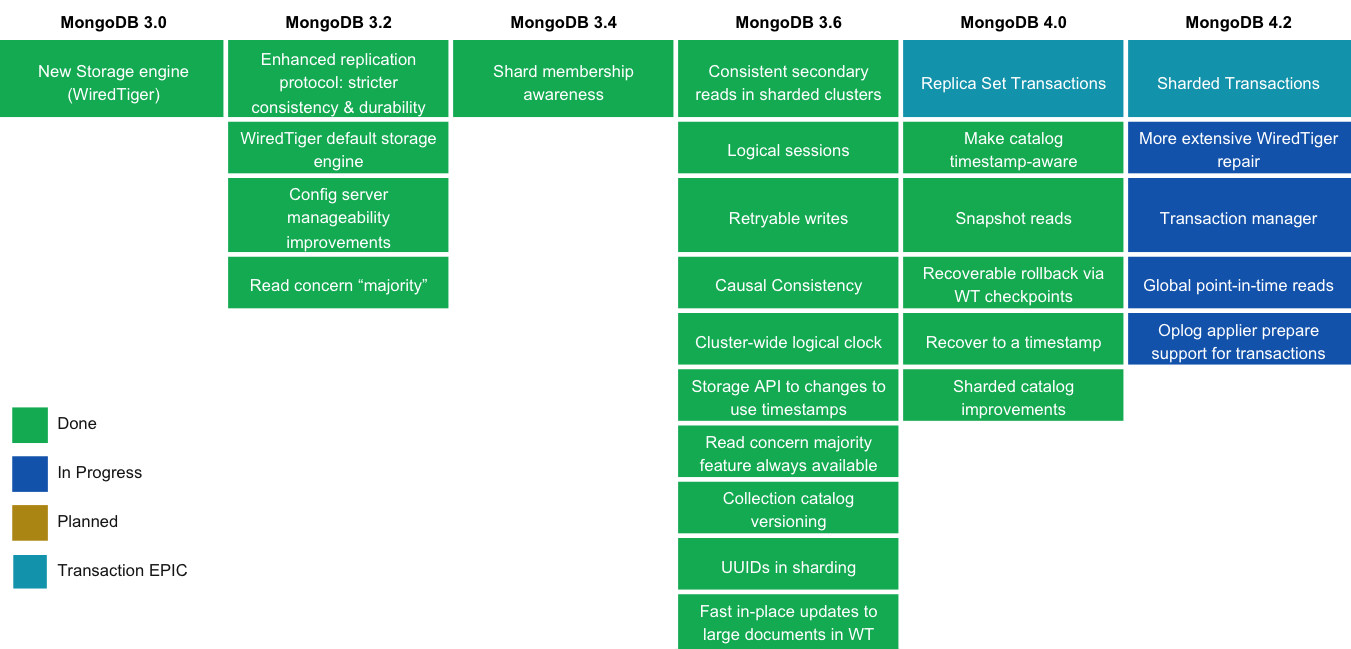 MongoDB 3.0
New Storage engine
(WiredTiger)
MongoDB 3.2
Enhanced replication
protocol: stricter
consistency & durability
WiredTiger default storage
engine
Config server
manageability
improvements
Read concern “majority”
MongoDB 3.4
Shard membership
awareness
MongoDB 3.6
Consistent secondary
reads in sharded clusters
Logical sessions
Retryable writes
Causal Consistency
Cluster-wide logical clock
Storage API to changes to
use timestamps
Read concern majority
feature always available
Collection catalog
versioning
UUIDs in sharding
Fast in-place updates to
large documents in WT
MongoDB 4.0
Replica Set Transactions
Make catalog
timestamp-aware
Snapshot reads
Recoverable rollback via
WT checkpoints
Recover to a timestamp
Sharded catalog
improvements
MongoDB 4.2
Sharded Transactions
More extensive WiredTiger
repair
Transaction manager
Global point-in-time reads
Oplog applier prepare
support for transactions
Done
In Progress
Planned
Transaction EPIC